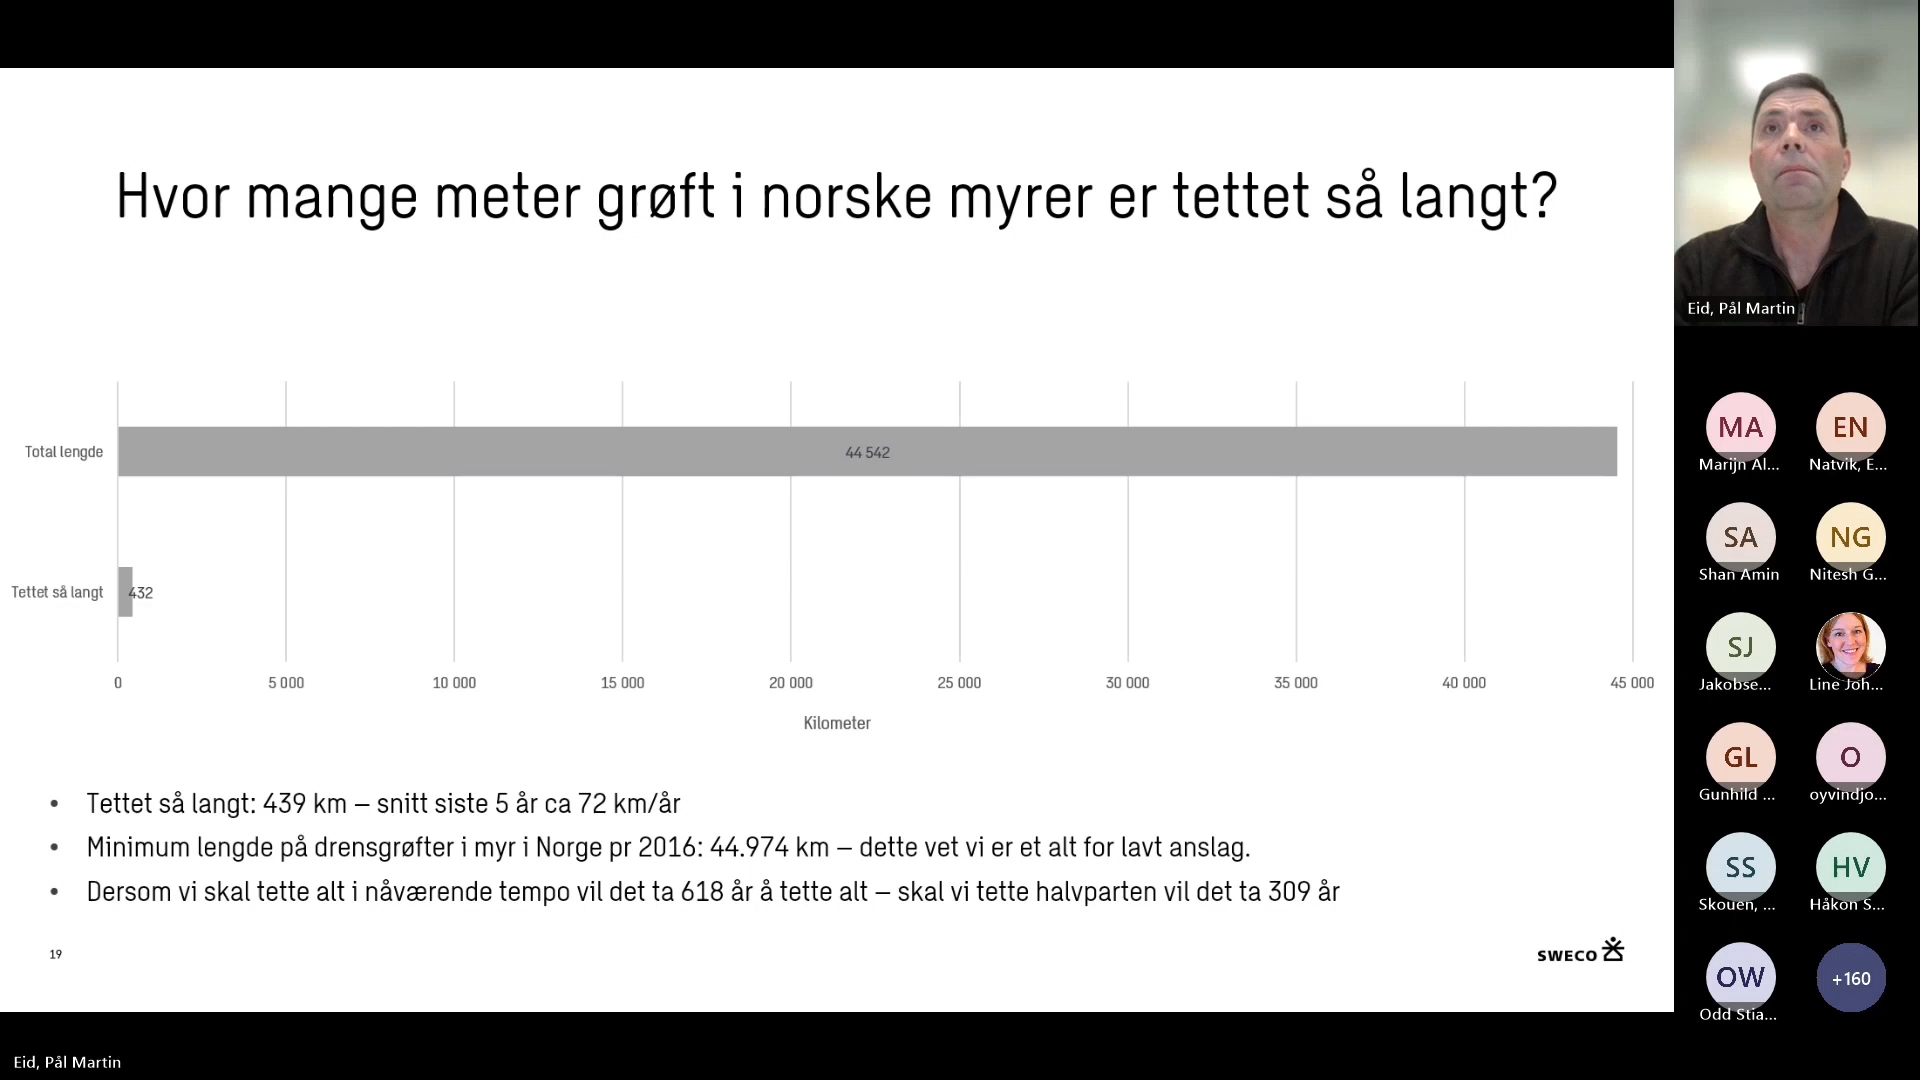 Hvor mange meter grøft i norske myrer er tettet så langt?
Total lengde
44 542
Tettet så langt
432
0
5 000
10 000
15 000
20 000
25 000
30 000
35 000
40 000
45 000
Kilometer
• Tettet så langt: 439 km – snitt siste 5 år ca 72 km/år
• Minimum lengde på drensgrøfter i myr i Norge pr 2016: 44.974 km – dette vet vi er et alt for lavt anslag.
• Dersom vi skal tette alt i nåværende tempo vil det ta 618 år å tette alt – skal vi tette halvparten vil det ta 309 år
19
SWECO
Eid, Pål Martin
Eid, Pål Martin
MA
Marijn Al...
EN
Natvik, E...
SA
Shan Amin
NG
Nitesh G...
SJ
Jakobse...
Line Joh...
GL
Gunhild ...
O
oyvindjo...
SS
Skouen, ...
HV
Håkon S...
OW
Odd Stia...
+160